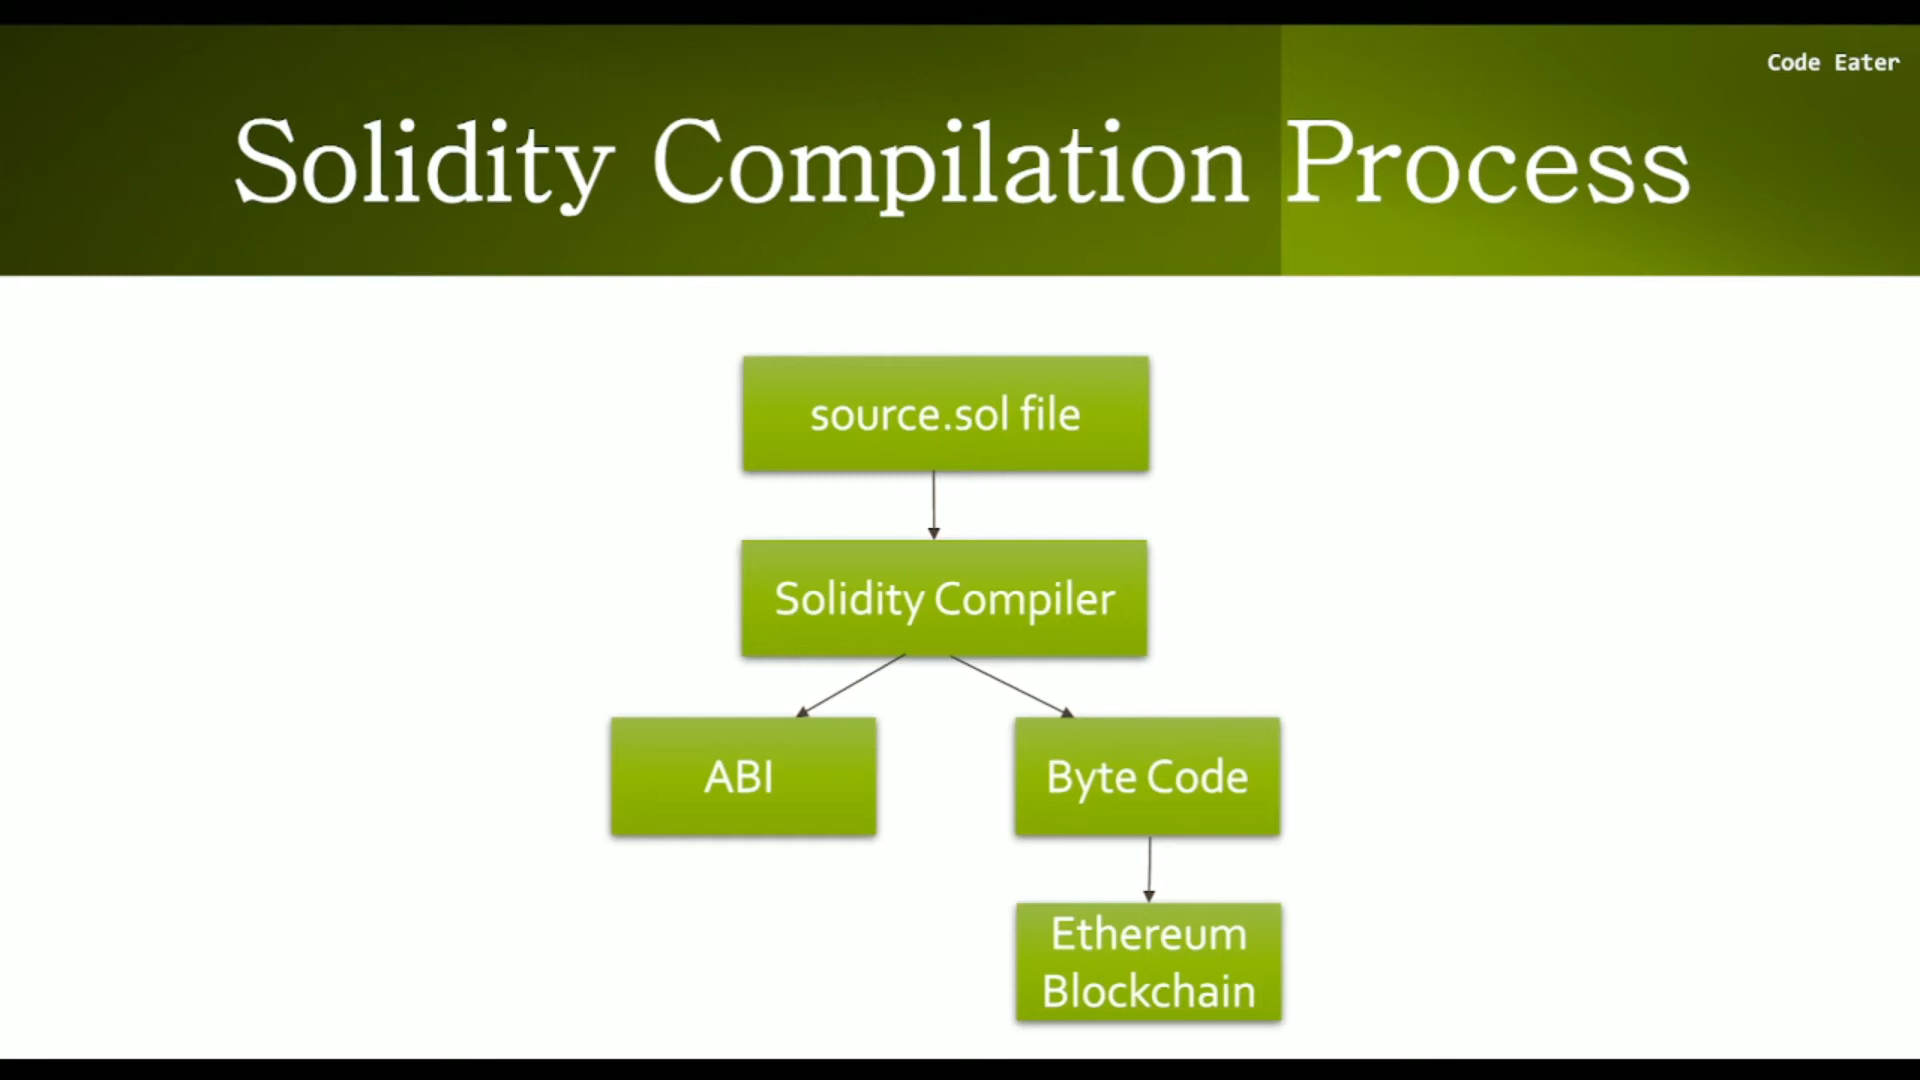 Code Eater
Solidity Compilation Process
source.sol file
Solidity Compiler
ABI
Byte Code
Ethereum
Blockchain